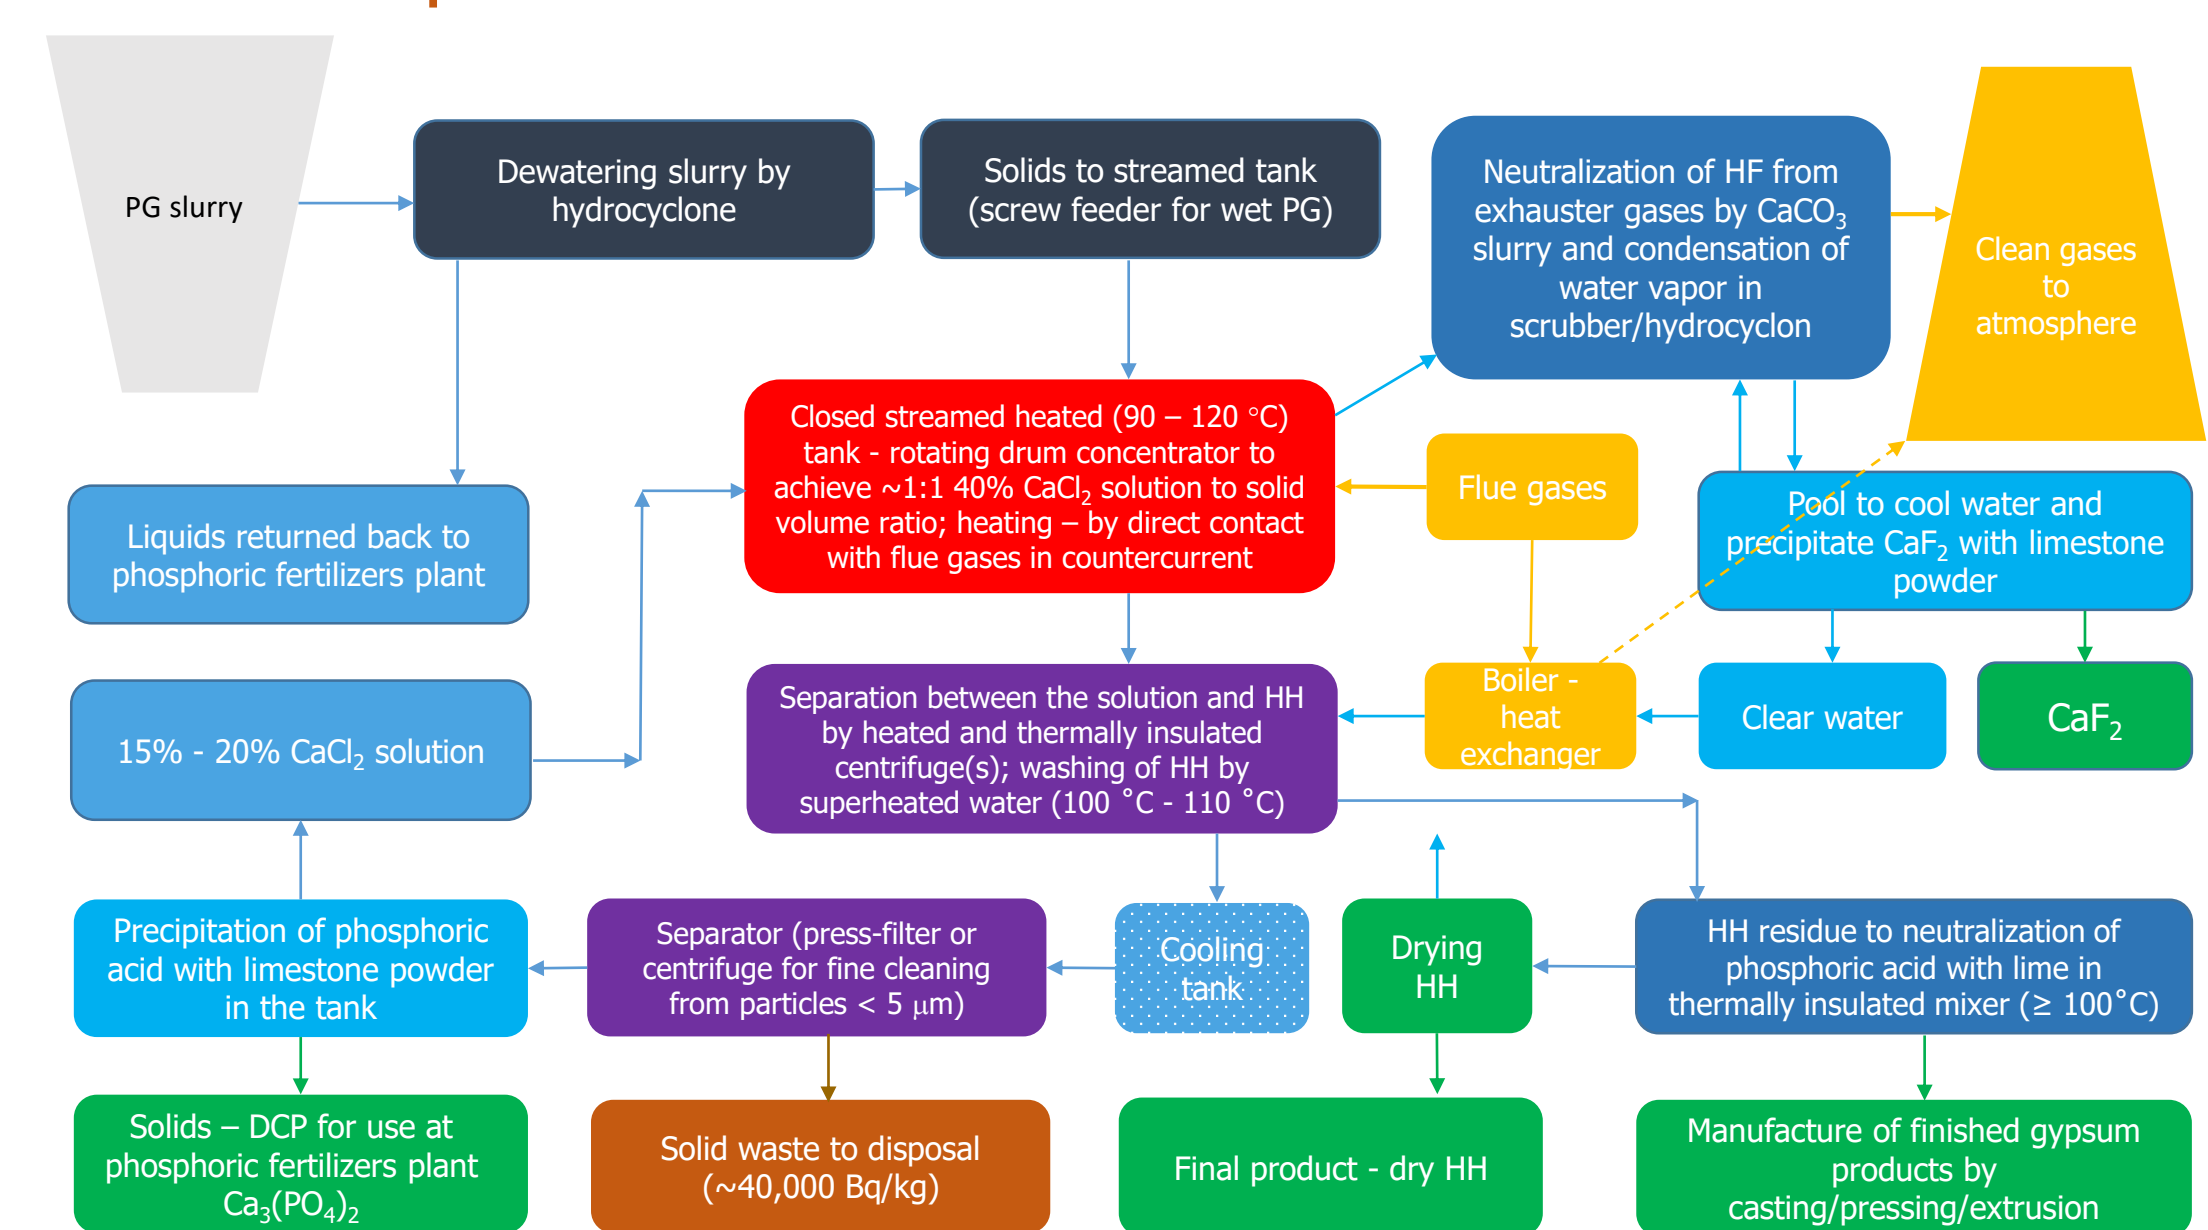 PG slurry
Dewatering slurry by
hydrocyclone
Solids to streamed tank
(screw feeder for wet PG)
Neutralization of HF from
exhauster gases by CaCO₃
slurry and condensation of
water vapor in
scrubber/hydrocyclon
Clean gases
to
atmosphere
Liquids returned back to
phosphoric fertilizers plant
Closed streamed heated (90 – 120 °C)
tank - rotating drum concentrator to
achieve ~1:1 40% CaCl₂ solution to solid
volume ratio; heating – by direct contact
with flue gases in countercurrent
Flue gases
Pool to cool water and
precipitate CaF₂ with limestone
powder
15% - 20% CaCl₂ solution
Separation between the solution and HH
by heated and thermally insulated
centrifuge(s); washing of HH by
superheated water (100 ˚C - 110 ˚C)
Boiler -
heat
exchanger
Clear water
CaF₂
Precipitation of phosphoric
acid with limestone powder
in the tank
Separator (press-filter or
centrifuge for fine cleaning
from particles < 5 μm)
Cooling
tank
Drying
HH
HH residue to neutralization of
phosphoric acid with lime in
thermally insulated mixer (≥ 100˚C)
Solids – DCP for use at
phosphoric fertilizers plant
Ca₃(PO₄)₂
Solid waste to disposal
(~40,000 Bq/kg)
Final product - dry HH
Manufacture of finished gypsum
products by
casting/pressing/extrusion